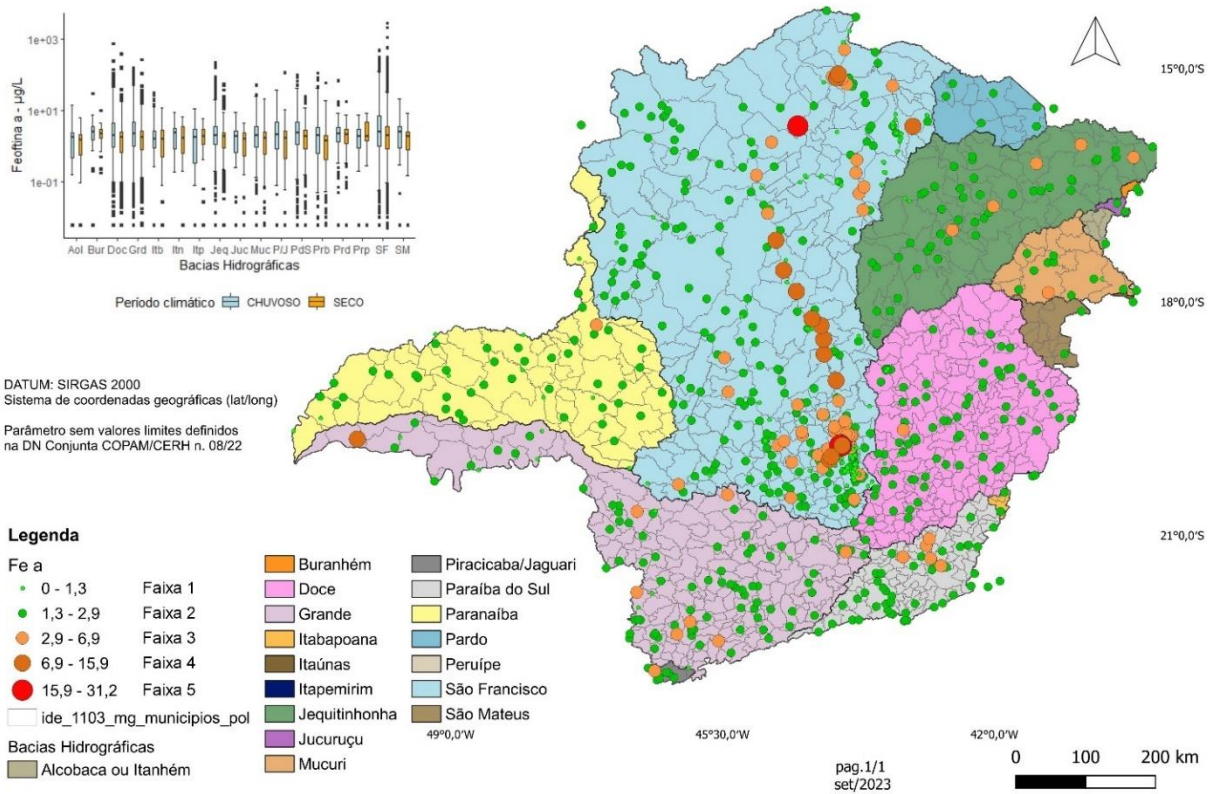 1e+03
1e+01
1e-01
Feoftina a - µg/L
Aol Bur Doc Grd Itb Itn Itp Jeq Juc Muc P/J PdS Prb Prd Prp SF SM
Bacias Hidrográficas
Período climático CHUVOSO SECO
15°0,0'S
18°0,0'S
21°0,0'S
DATUM: SIRGAS 2000
Sistema de coordenadas geográficas (lat/long)
Parâmetro sem valores limites definidos
na DN Conjunta COPAM/CERH n. 08/22
Legenda
Fe a
0 - 1,3 Faixa 1
1,3 - 2,9 Faixa 2
2,9 - 6,9 Faixa 3
6,9 - 15,9 Faixa 4
15,9 - 31,2 Faixa 5
ide_1103_mg_municipios_pol
Bacias Hidrográficas
Alcobaca ou Itanhém
Buranhém
Doce
Grande
Itabapoana
Itaúnas
Itapemirim
Jequitinhonha
Jucuruçu
Mucuri
Piracicaba/Jaguari
Paraíba do Sul
Paranaíba
Pardo
Peruípe
São Francisco
São Mateus
49°0,0'W
45°30,0'W
42°0,0'W
pag.1/1
set/2023
0 100 200 km